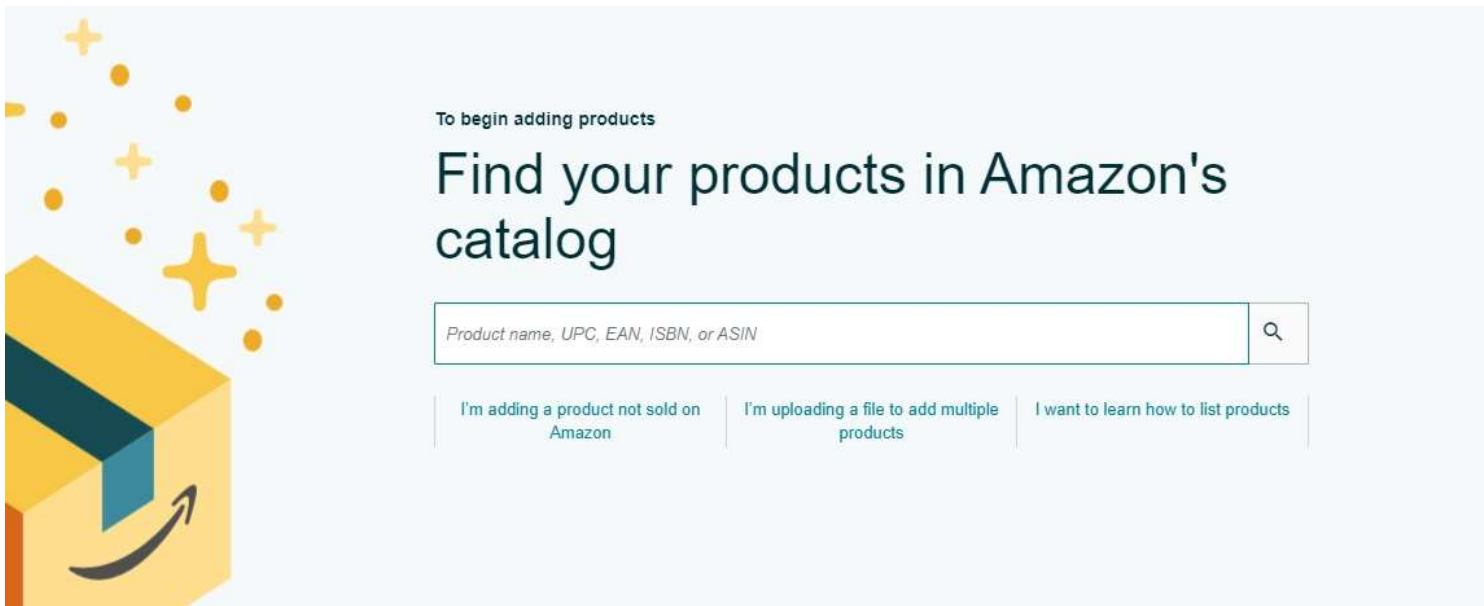 To begin adding products
Find your products in Amazon's
catalog
Product name, UPC, EAN, ISBN, or ASIN
I'm adding a product not sold on
Amazon
I'm uploading a file to add multiple
products
I want to learn how to list products